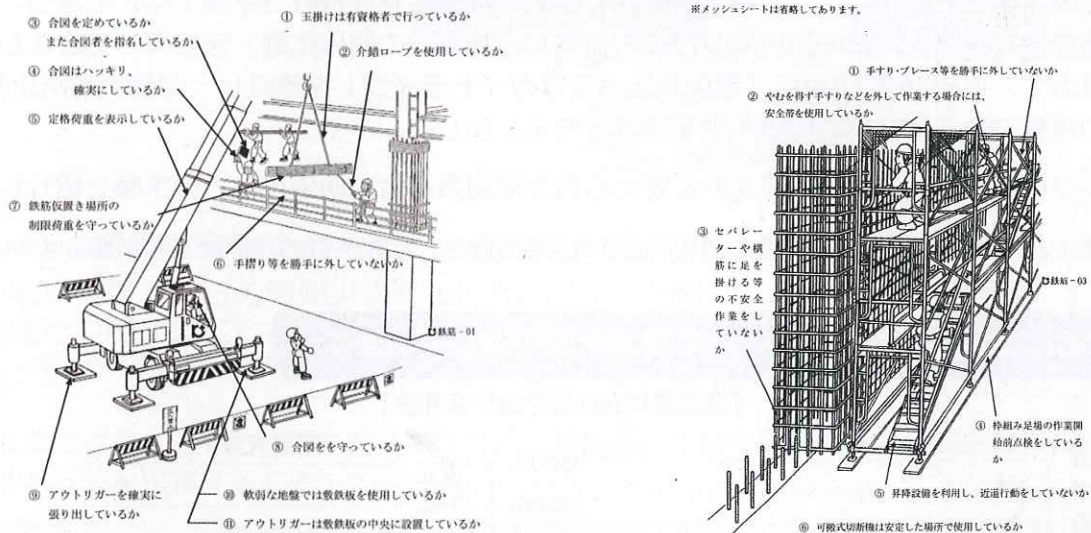 ① 玉掛けは有資格者で行っているか
② 介錯ロープを使用しているか
③ 合図を定めているか
また合図者を指名しているか
④ 合図はハッキリ、
確実にしているか
⑤ 定格荷重を表示しているか
⑦ 鉄筋仮置き場所の
制限荷重を守っているか
⑥ 手摺り等を勝手に外していないか
鉄筋-01
⑧ 合図をを守っているか
⑨ アウトリガーを確実に
張り出しているか
⑩ 軟弱な地盤では敷鉄板を使用しているか
⑪ アウトリガーは敷鉄板の中央に設置しているか
※メッシュシートは省略してあります。
① 手すり・ブレース等を勝手に外していないか
② やむを得ず手すりなどを外して作業する場合には、
安全帯を使用しているか
③ セパレー
ターや横
筋に足を
掛ける等
の不安全
作業をし
ていない
か
鉄筋-03
④ 枠組み足場の作業開
始前点検をしている
か
⑤ 昇降設備を利用し、近道行動をしていないか
⑥ 可搬式切断機は安定した場所で使用しているか